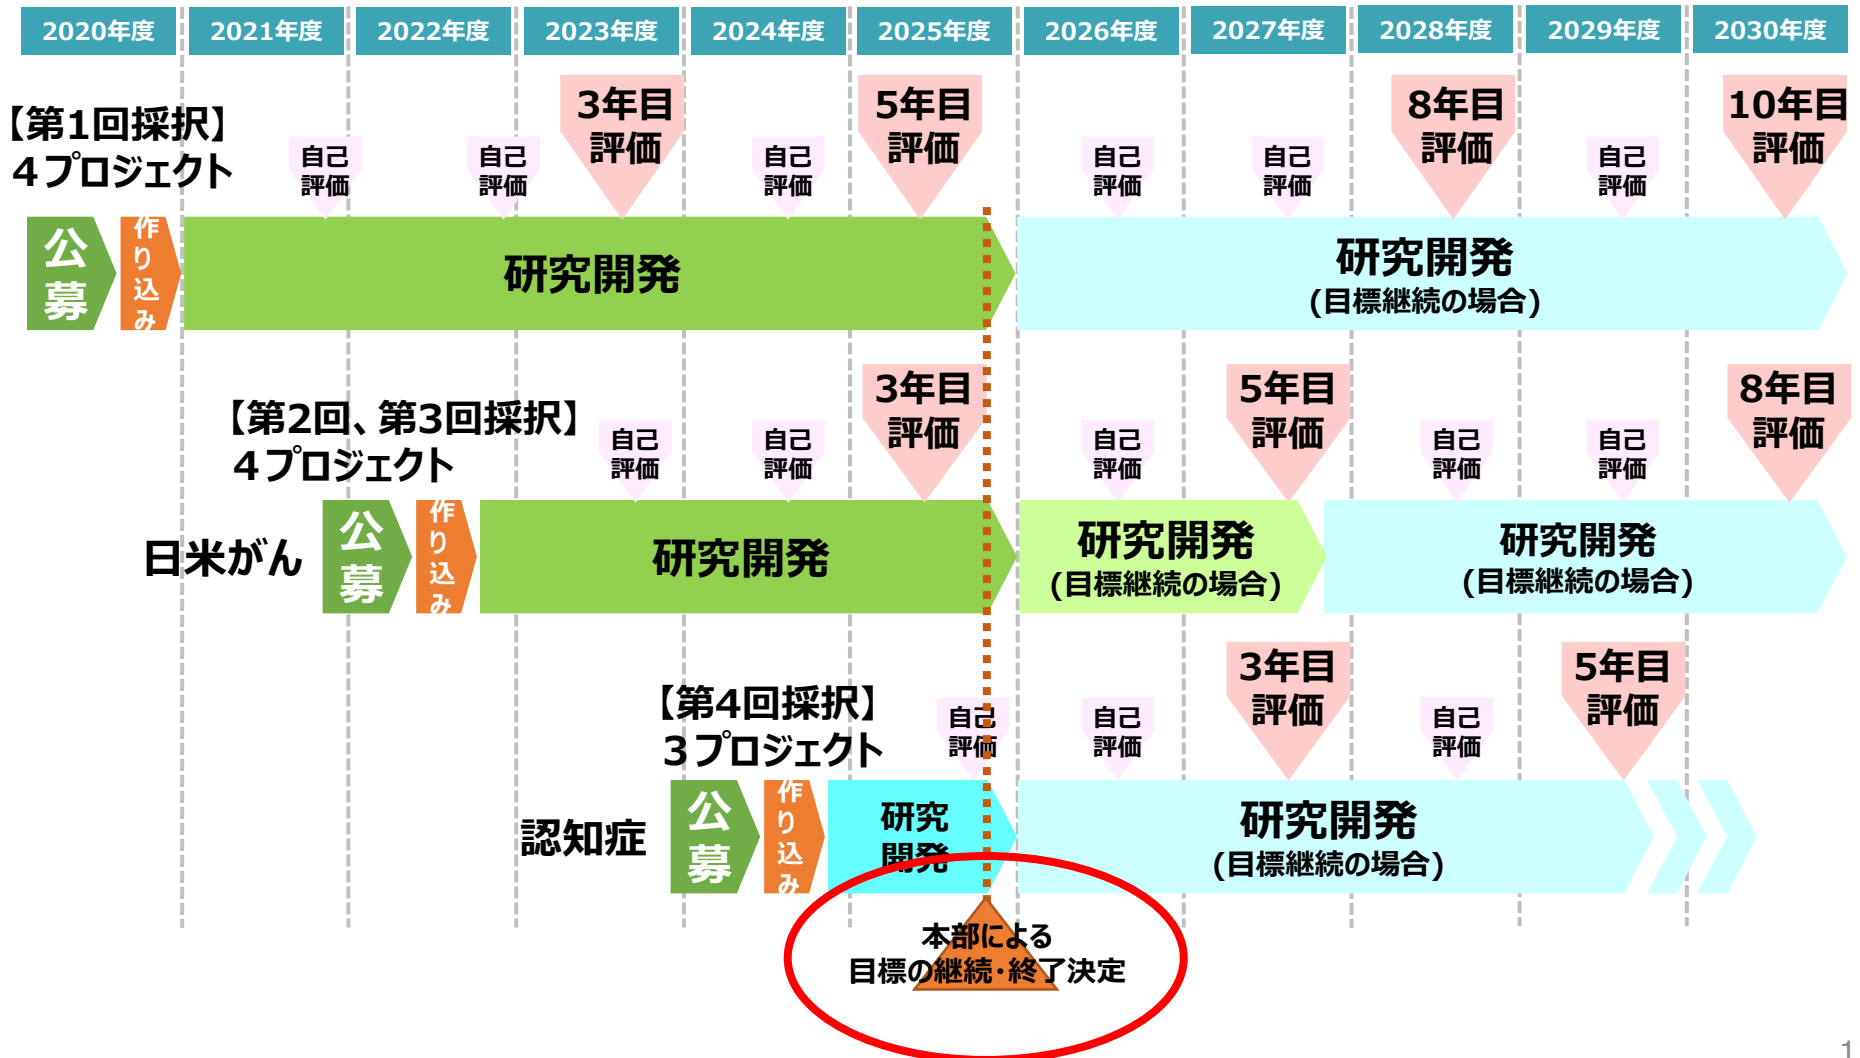 2020年度
2021年度
2022年度
2023年度
2024年度
2025年度
2026年度
2027年度
2028年度
2029年度
2030年度
【第1回採択】
４プロジェクト
自己
評価
自己
評価
3年目
評価
自己
評価
5年目
評価
自己
評価
自己
評価
8年目
評価
自己
評価
10年目
評価
公
募
作
り
込
み
研究開発
研究開発
(目標継続の場合)
【第2回、第3回採択】
４プロジェクト
自己
評価
自己
評価
3年目
評価
自己
評価
5年目
評価
自己
評価
自己
評価
8年目
評価
日米がん
公
募
作
り
込
み
研究開発
研究開発
(目標継続の場合)
研究開発
(目標継続の場合)
【第4回採択】
３プロジェクト
自己
評価
自己
評価
3年目
評価
自己
評価
5年目
評価
認知症
公
募
作
り
込
み
研究
開発
研究開発
(目標継続の場合)
本部による
目標の継続・終了決定
1